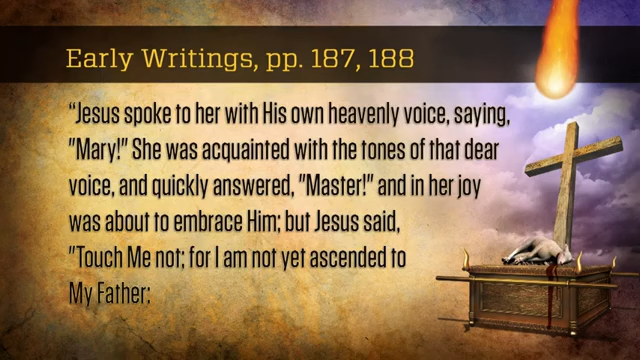 Early Writings, pp. 187, 188
“Jesus spoke to her with His own heavenly voice, saying,
"Mary!" She was acquainted with the tones of that dear
voice, and quickly answered, "Master!" and in her joy
was about to embrace Him; but Jesus said,
"Touch Me not; for I am not yet ascended to
My Father: